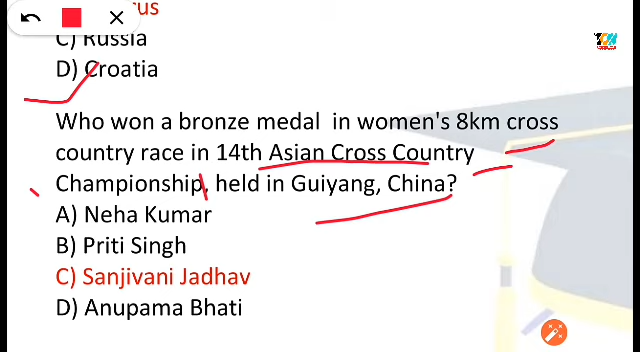 rus
C) Russia
D) Croatia
Who won a bronze medal in women's 8km cross
country race in 14th Asian Cross Country
Championship, held in Guiyang, China?
A) Neha Kumar
B) Priti Singh
C) Sanjivani Jadhav
D) Anupama Bhati